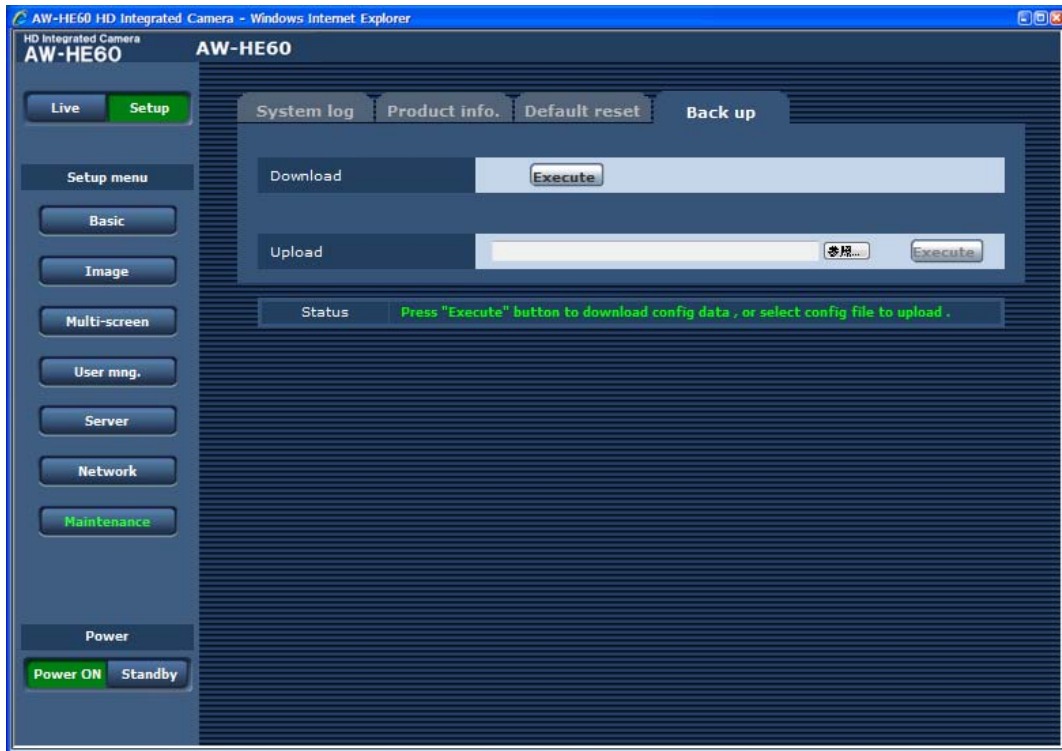 AW-HE60 HD Integrated Camera - Windows Internet Explorer
HD Integrated Camera
AW-HE60
AW-HE60
Live
Setup
System log
Product info.
Default reset
Back up
Download
Execute
Setup menu
Basic
Upload
参照...
Execute
Image
Status
Press "Execute" button to download config data , or select config file to upload .
Multi-screen
User mng.
Server
Network
Maintenance
Power
Power ON
Standby